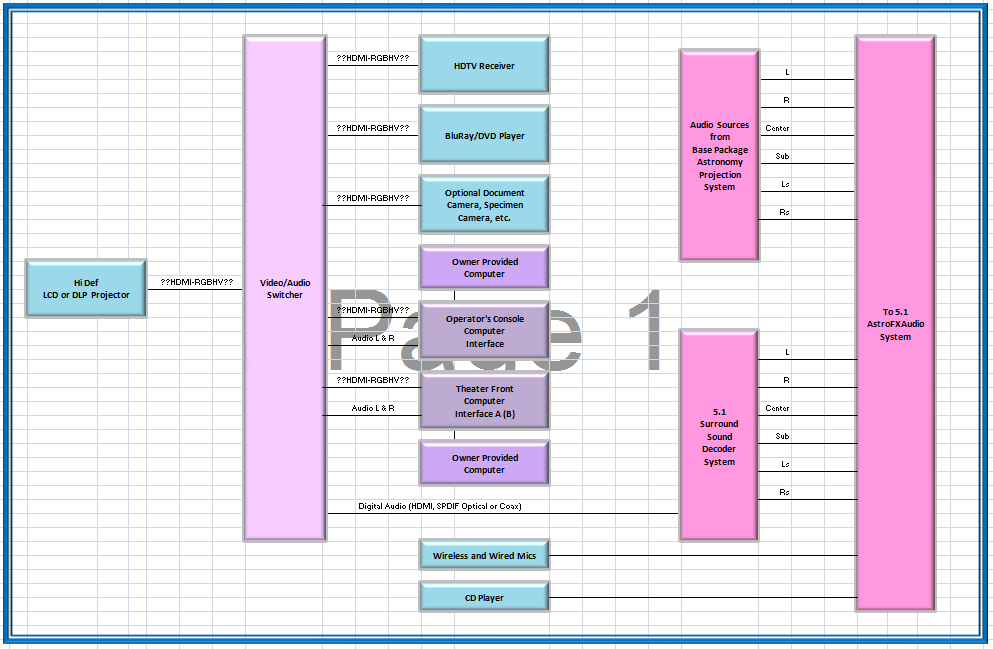 ??HDMI-RGBHV??
HDTV Receiver
??HDMI-RGBHV??
BluRay/DVD Player
??HDMI-RGBHV??
Optional Document
Camera, Specimen
Camera, etc.
Owner Provided
Computer
Hi Def
LCD or DLP Projector
??HDMI-RGBHV??
Video/Audio
Switcher
??HDMI-RGBHV??
Audio L & R
Operator's Console
Computer
Interface
??HDMI-RGBHV??
Audio L & R
Theater Front
Computer
Interface A (B)
Owner Provided
Computer
Digital Audio (HDMI, SPDIF Optical or Coax)
Wireless and Wired Mics
CD Player
Page 1
Audio Sources
from
Base Package
Astronomy
Projection
System
L
R
Center
Sub
Ls
Rs
5.1
Surround
Sound
Decoder
System
L
R
Center
Sub
Ls
Rs
To 5.1
AstroFXAudio
System